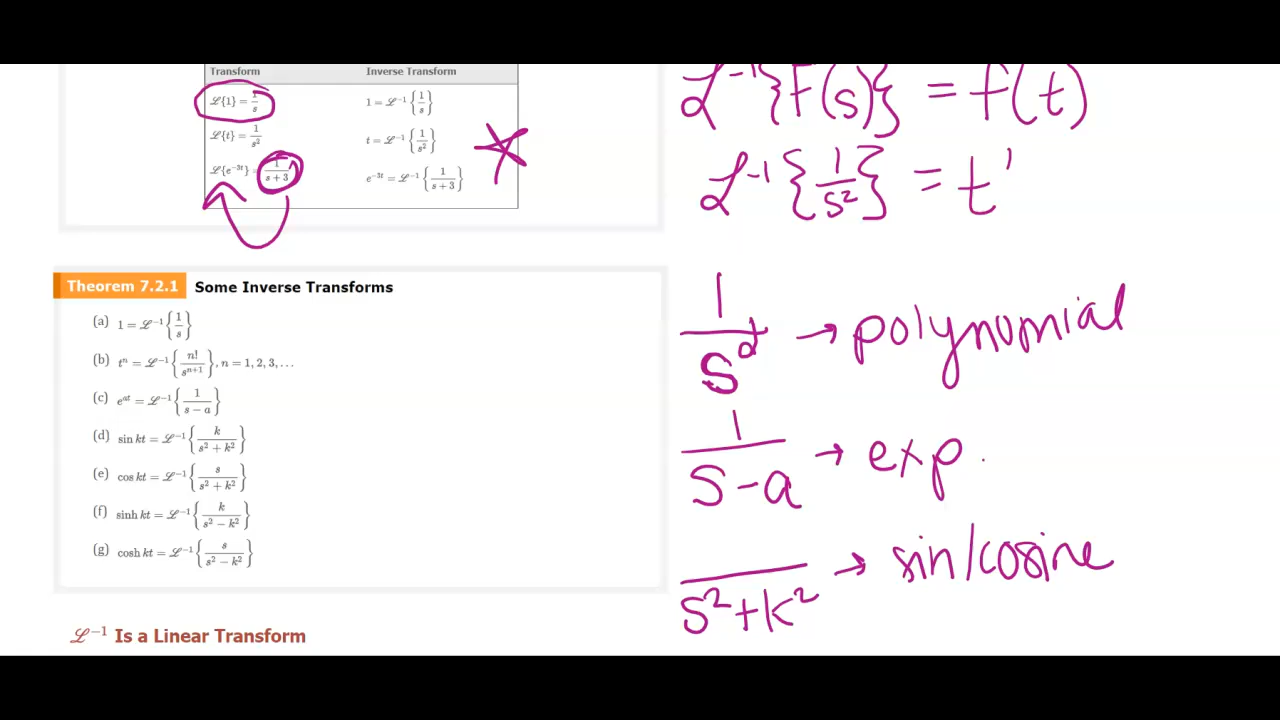 Transform Inverse Transform
ℒ{1} = 1/s 1 = ℒ⁻¹{1/s}
ℒ{t} = 1/s² t = ℒ⁻¹{1/s²}
ℒ{e⁻³ᵗ} = 1/(s + 3) e⁻³ᵗ = ℒ⁻¹{1/(s + 3)}
Theorem 7.2.1 Some Inverse Transforms
(a) 1 = ℒ⁻¹{1/s}
(b) tⁿ = ℒ⁻¹{n!/sⁿ⁺¹}, n = 1, 2, 3, …
(c) eᵃᵗ = ℒ⁻¹{1/(s − a)}
(d) sin kt = ℒ⁻¹{k/(s² + k²)}
(e) cos kt = ℒ⁻¹{s/(s² + k²)}
(f) sinh kt = ℒ⁻¹{k/(s² − k²)}
(g) cosh kt = ℒ⁻¹{s/(s² − k²)}
ℒ⁻¹ Is a Linear Transform
ℒ⁻¹{F(s)} = f(t)
ℒ⁻¹{1/s²} = t¹
1/s^d → polynomial
1/(s − a) → exp.
/(s² + k²) → sin/cosine